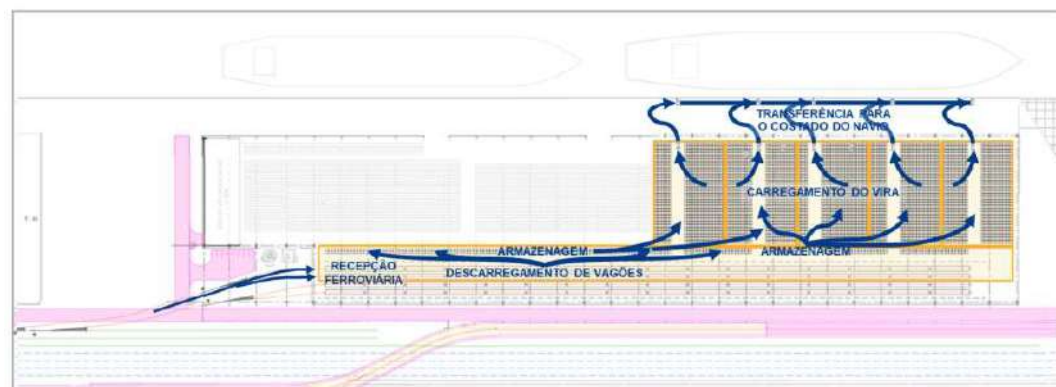 TRANSFERÊNCIA PARA
O COSTADO DO NAVIO
CARREGAMENTO DO VIRA
ARMAZENAGEM
ARMAZENAGEM
RECEPÇÃO
FERROVIÁRIA
DESCARREGAMENTO DE VAGÕES